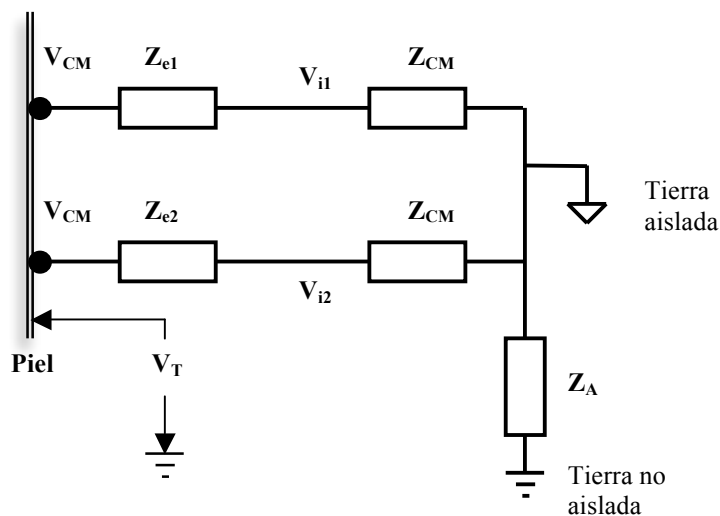 V_CM Z_e1 V_i1 Z_CM
Tierra
aislada
V_CM Z_e2 V_i2 Z_CM
Piel
V_T
Z_A
Tierra no
aislada